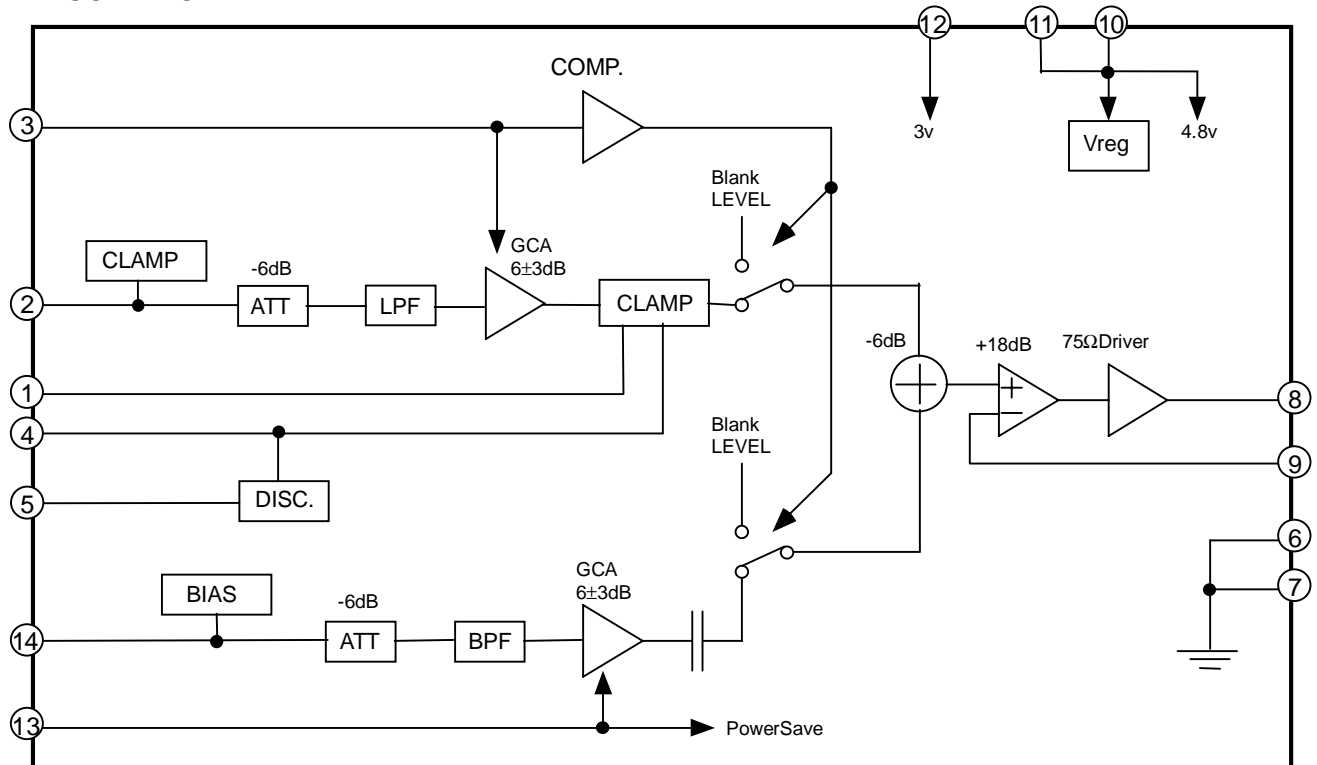 12
11
10
COMP.
3
3v
Vreg
4.8v
Blank
LEVEL
CLAMP
GCA
6±3dB
-6dB
2
ATT
LPF
CLAMP
-6dB
+18dB
75ΩDriver
1
8
4
Blank
LEVEL
9
5
DISC.
6
GCA
6±3dB
7
BIAS
-6dB
14
ATT
BPF
13
PowerSave